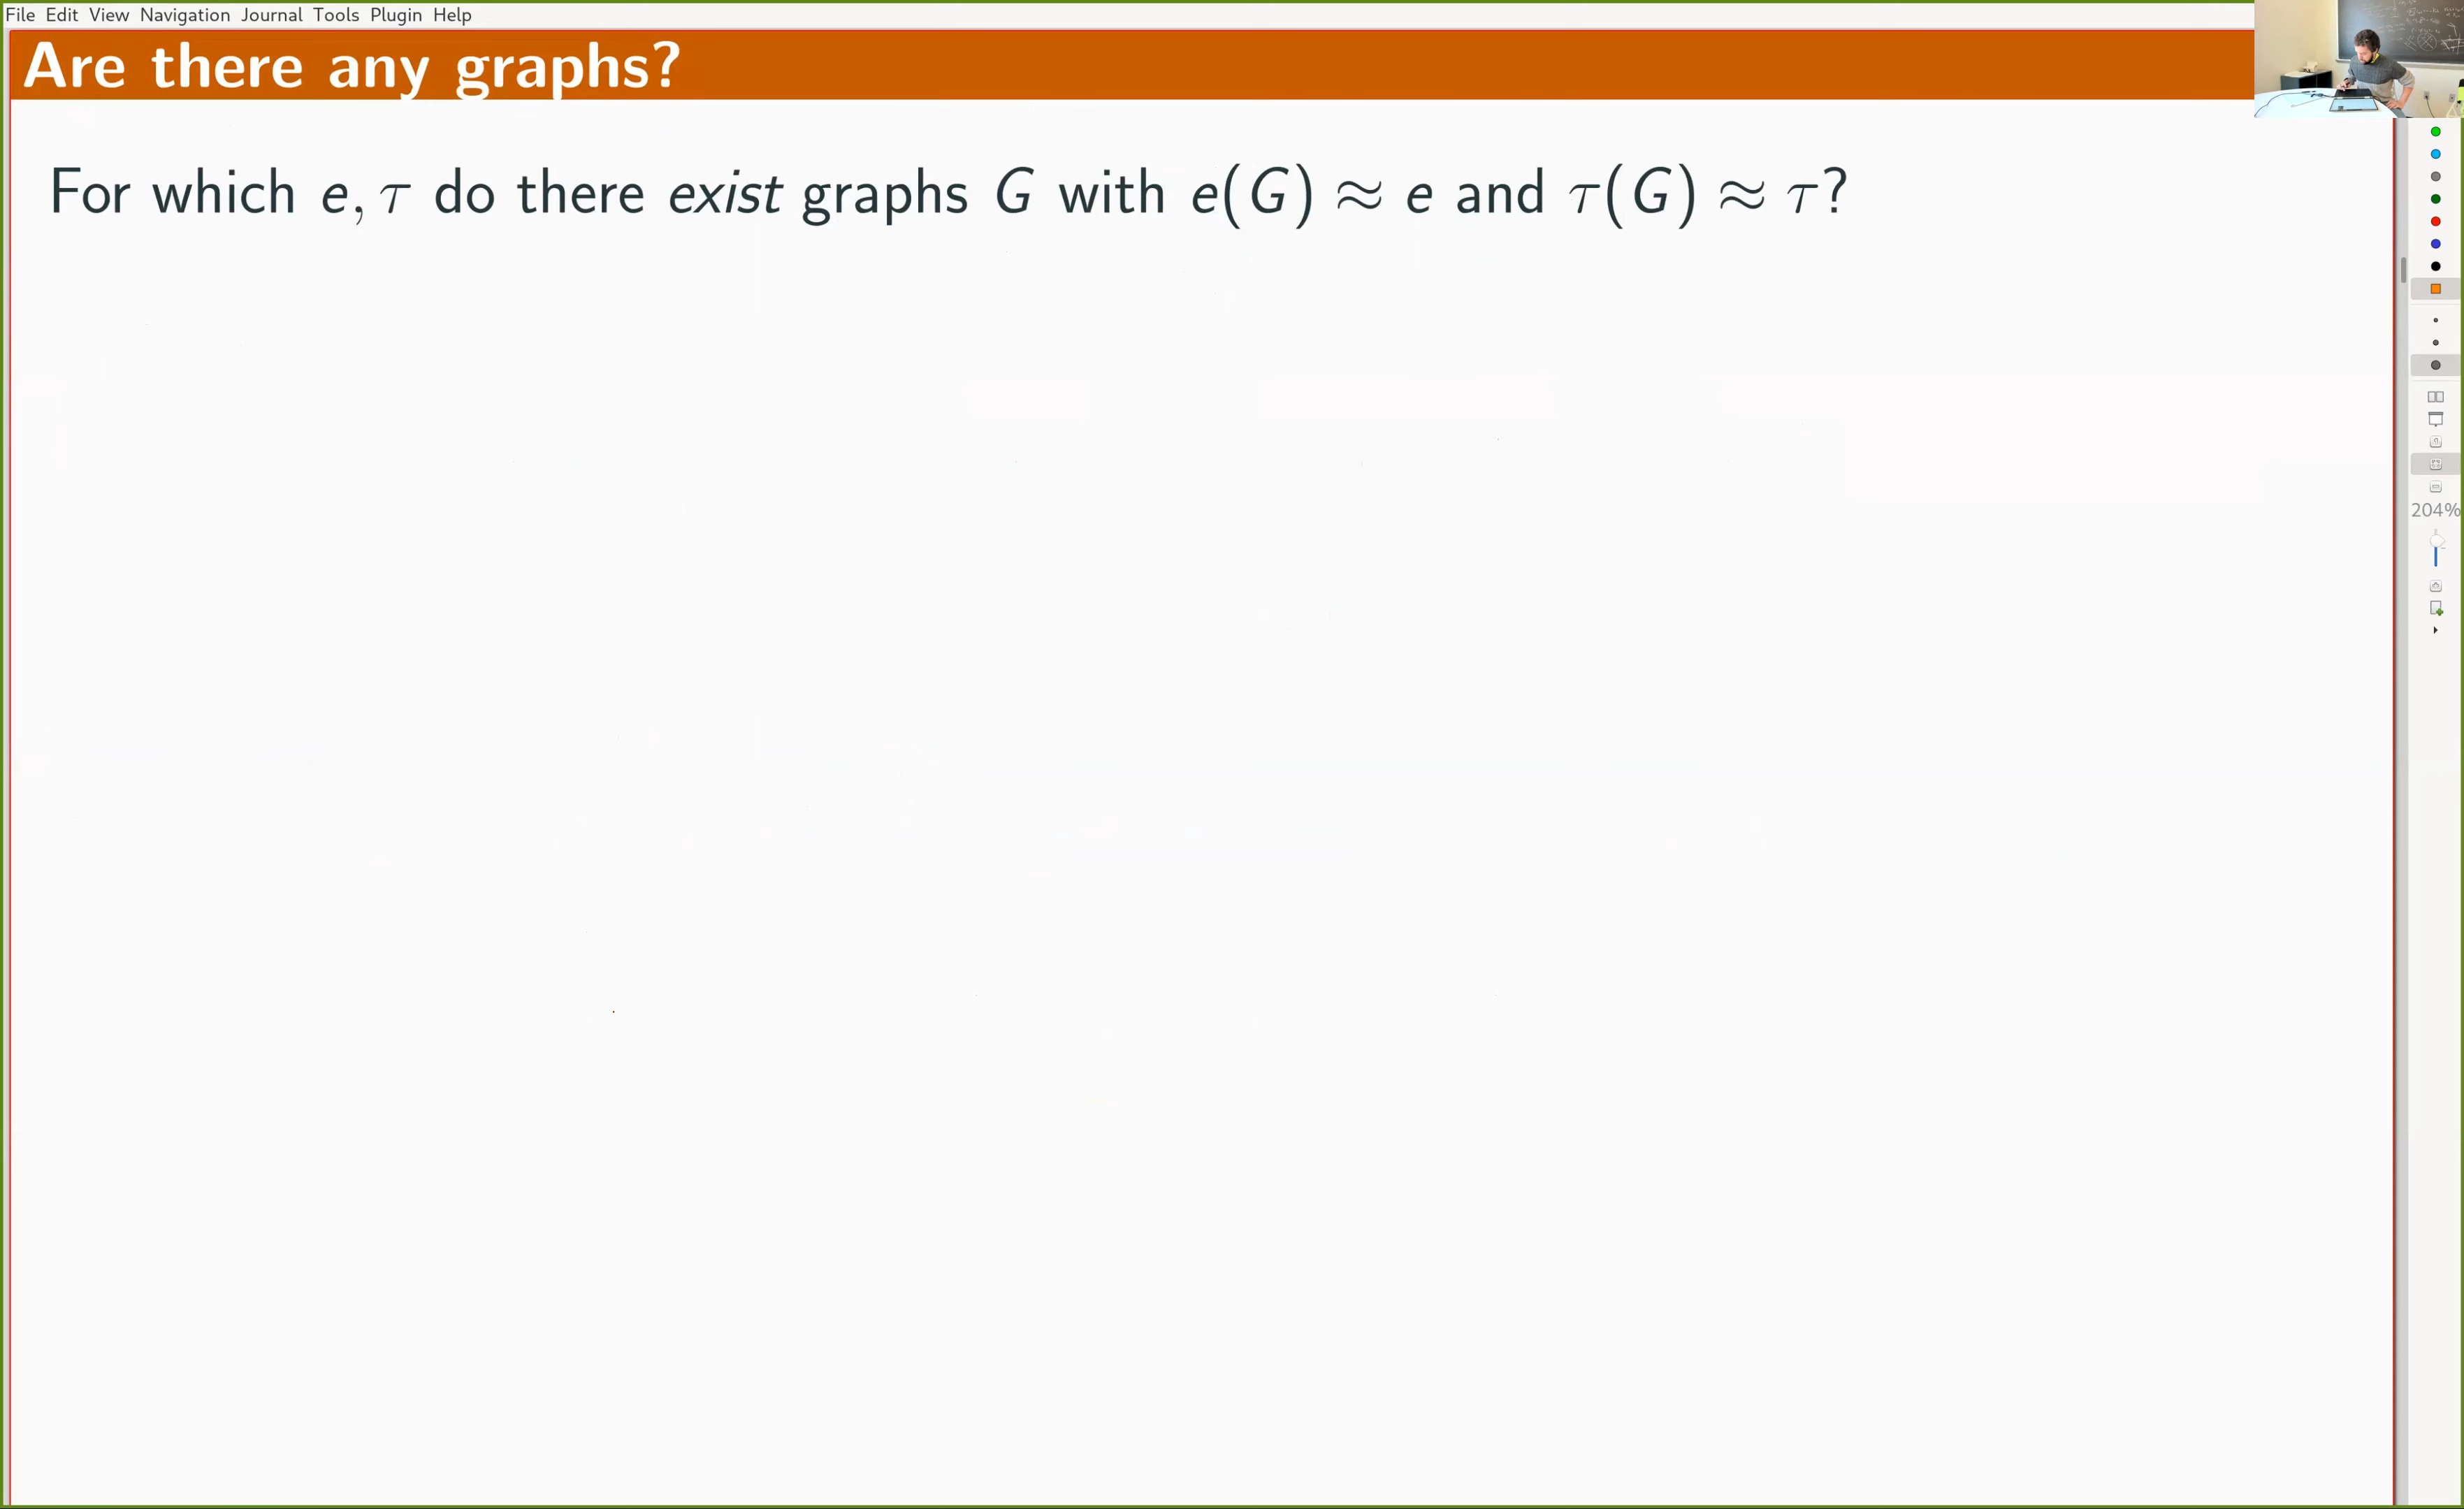 File Edit View Navigation Journal Tools Plugin Help
Are there any graphs?
For which e, τ do there exist graphs G with e(G) ≈ e and τ(G) ≈ τ?
204%